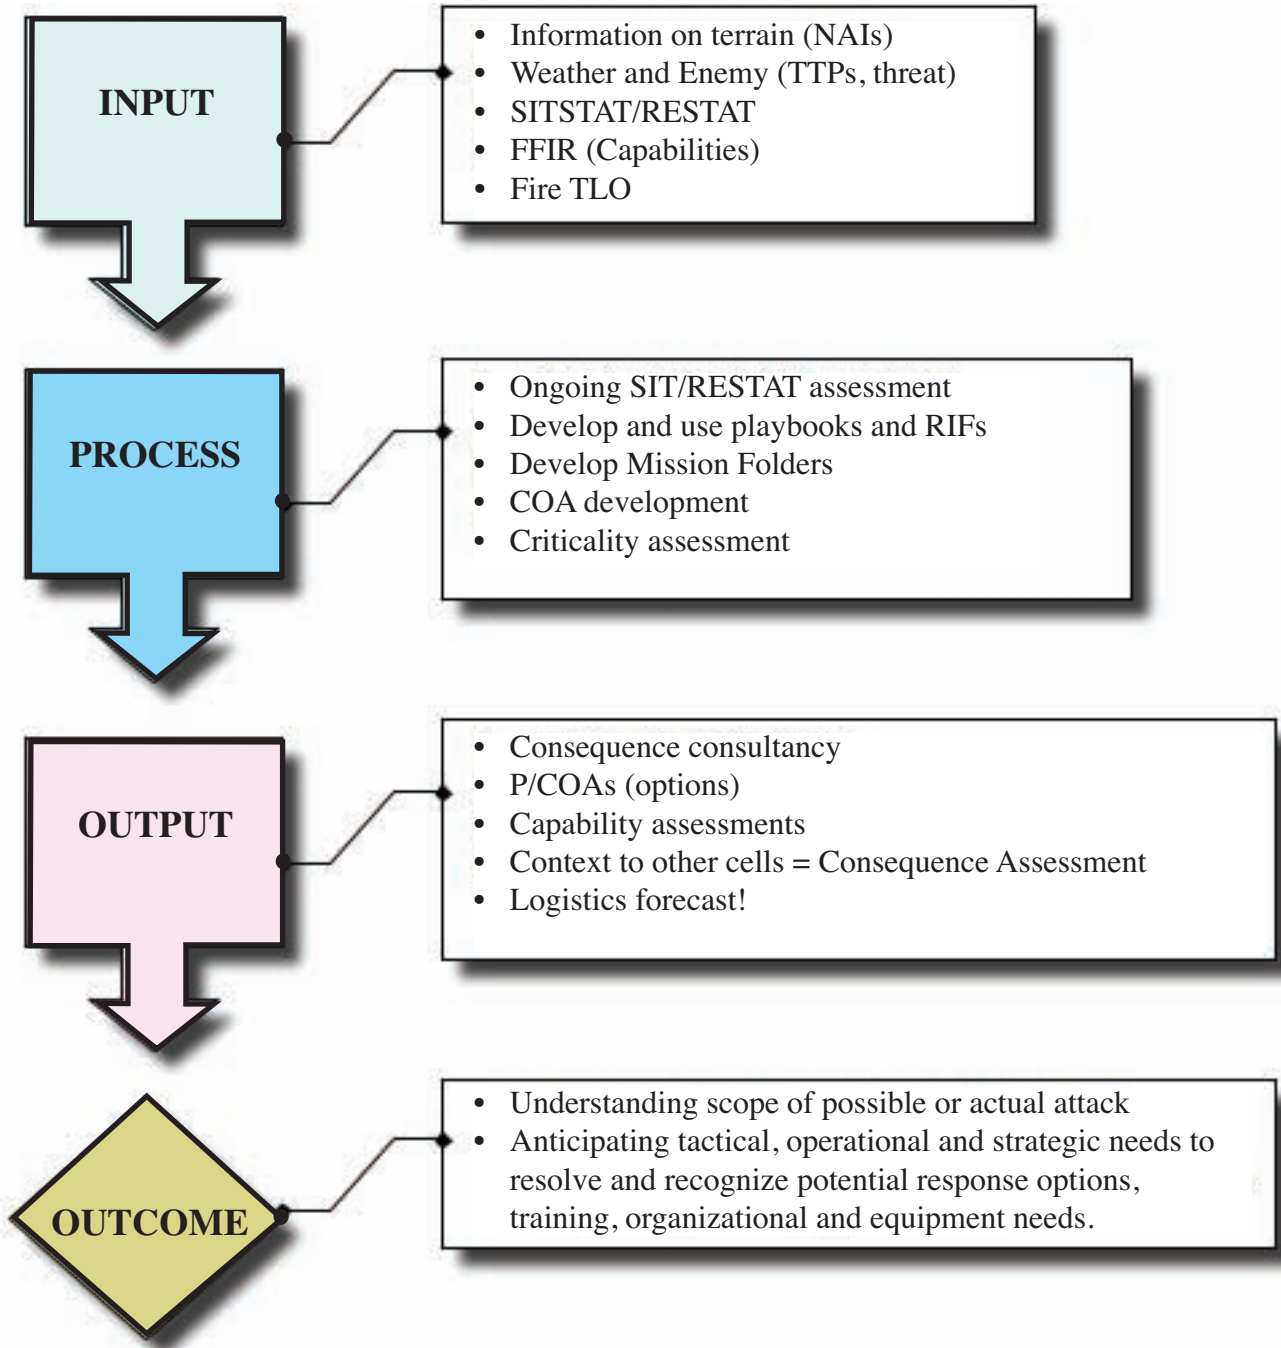 INPUT
• Information on terrain (NAIs)
• Weather and Enemy (TTPs, threat)
• SITSTAT/RESTAT
• FFIR (Capabilities)
• Fire TLO
PROCESS
• Ongoing SIT/RESTAT assessment
• Develop and use playbooks and RIFs
• Develop Mission Folders
• COA development
• Criticality assessment
OUTPUT
• Consequence consultancy
• P/COAs (options)
• Capability assessments
• Context to other cells = Consequence Assessment
• Logistics forecast!
OUTCOME
• Understanding scope of possible or actual attack
• Anticipating tactical, operational and strategic needs to
resolve and recognize potential response options,
training, organizational and equipment needs.